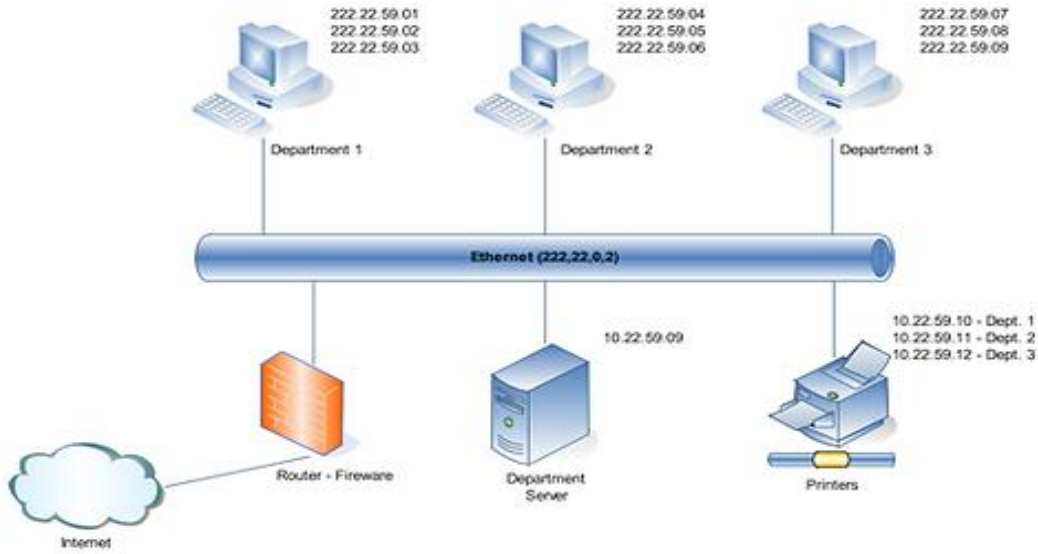 222.22.59.01
222.22.59.02
222.22.59.03
222.22.59.04
222.22.59.05
222.22.59.06
222.22.59.07
222.22.59.08
222.22.59.09
Department 1
Department 2
Department 3
Ethernet (222,22,0,2)
10.22.59.09
10.22.59.10 - Dept. 1
10.22.59.11 - Dept. 2
10.22.59.12 - Dept. 3
Router - Fireware
Department
Server
Printers
Internet